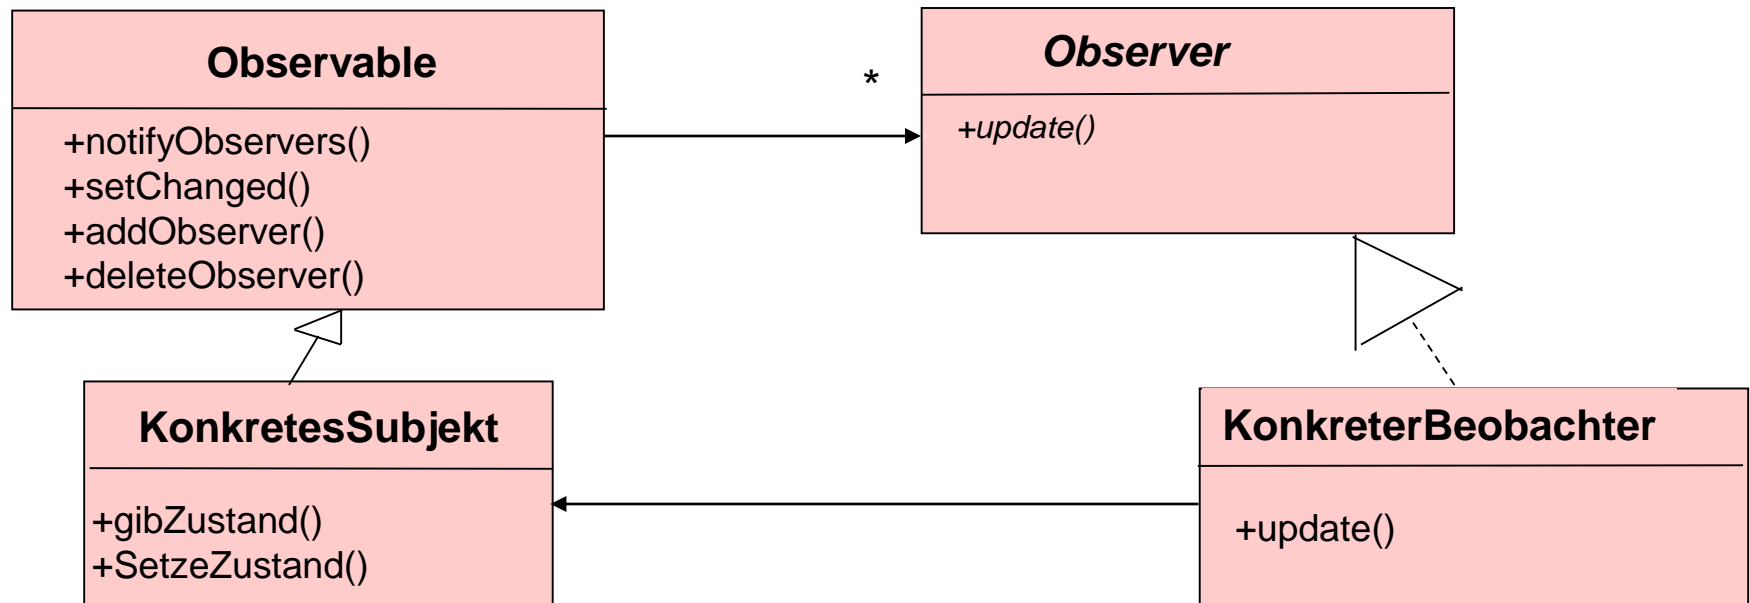 Observable
+notifyObservers()
+setChanged()
+addObserver()
+deleteObserver()
*
Observer
+update()
KonkretesSubjekt
+gibZustand()
+SetzeZustand()
KonkreterBeobachter
+update()